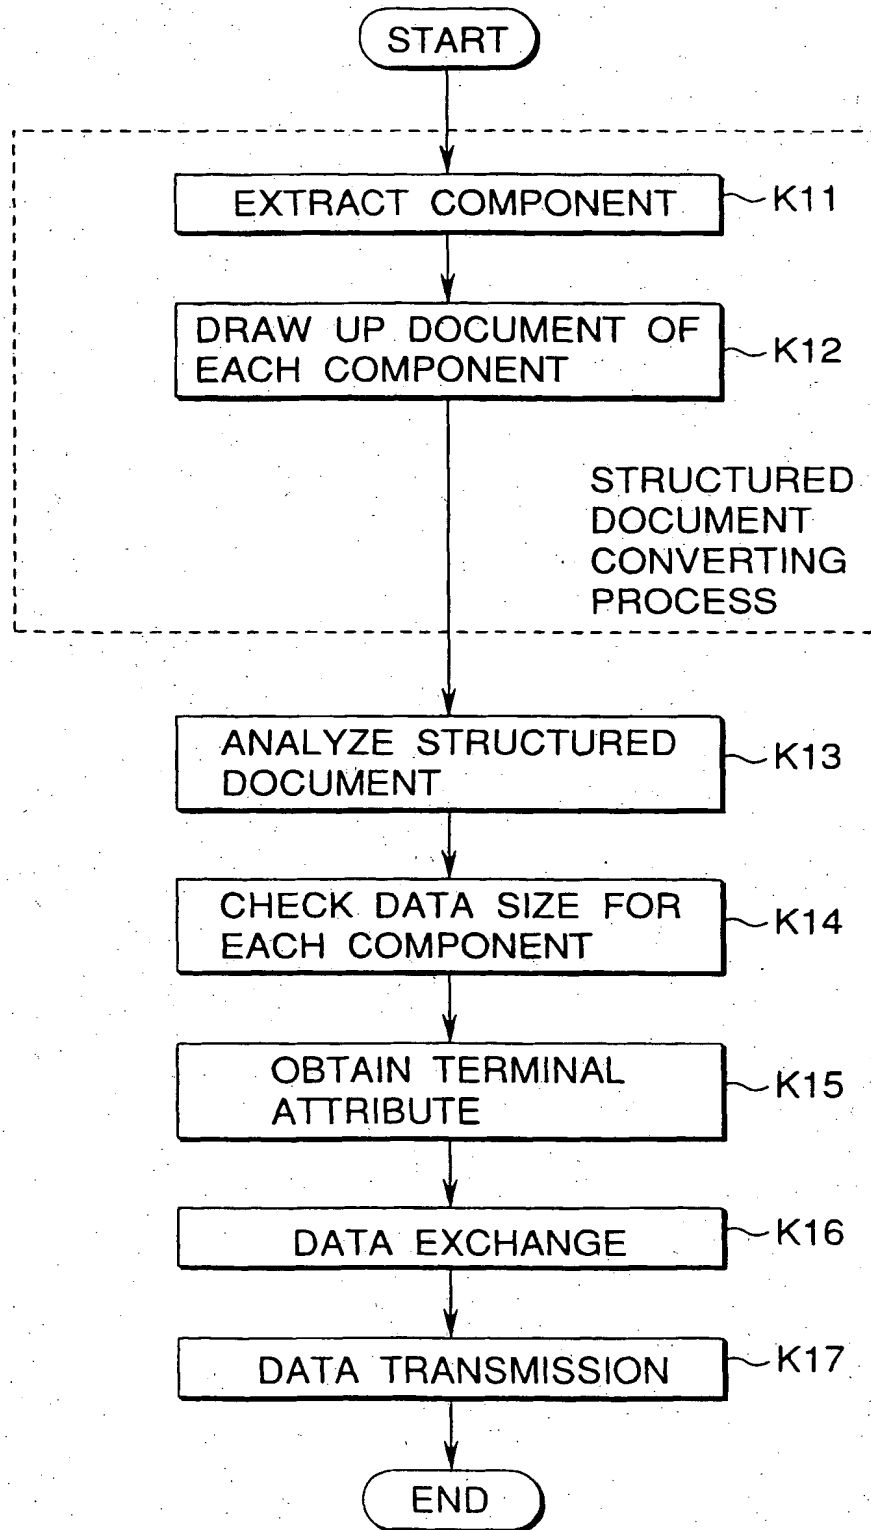 START
EXTRACT COMPONENT
K11
DRAW UP DOCUMENT OF
EACH COMPONENT
K12
STRUCTURED
DOCUMENT
CONVERTING
PROCESS
ANALYZE STRUCTURED
DOCUMENT
K13
CHECK DATA SIZE FOR
EACH COMPONENT
K14
OBTAIN TERMINAL
ATTRIBUTE
K15
DATA EXCHANGE
K16
DATA TRANSMISSION
K17
END